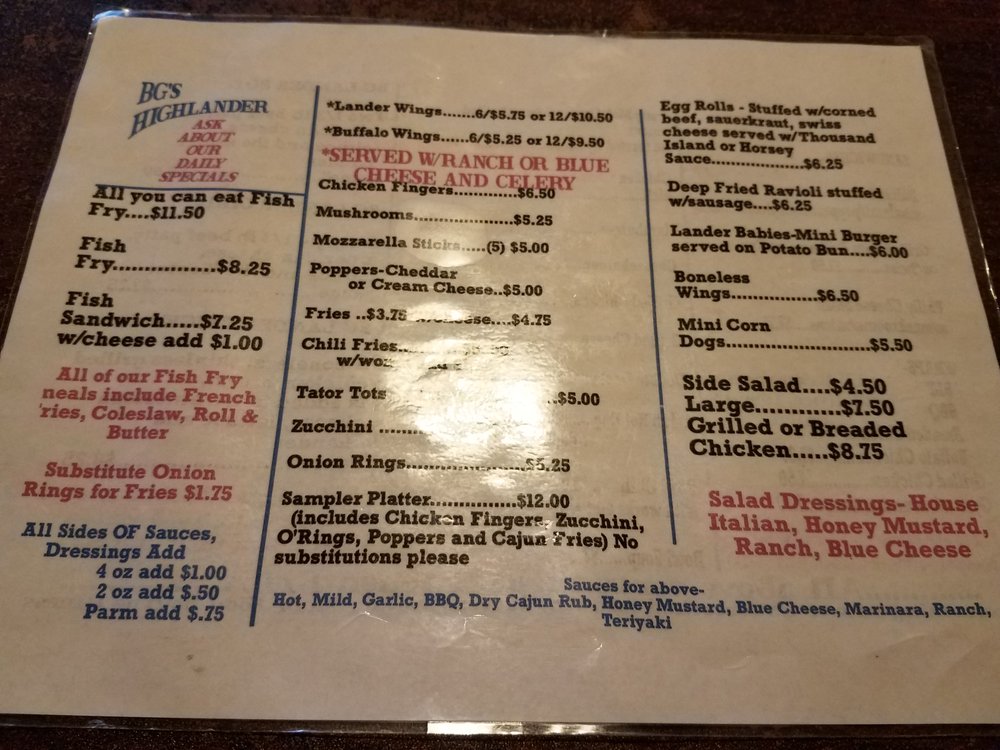 BG'S
HIGHLANDER
ASK
ABOUT
OUR
DAILY
SPECIALS
All you can eat Fish
Fry....$11.50
Fish
Fry.................$8.25
Fish
Sandwich.....$7.25
w/cheese add $1.00
All of our Fish Fry
meals include French
Fries, Coleslaw, Roll &
Butter
Substitute Onion
Rings for Fries $1.75
All Sides OF Sauces,
Dressings Add
4 oz add $1.00
2 oz add $.50
Parm add $.75
*Lander Wings.......6/$5.75 or 12/$10.50
*Buffalo Wings......6/$5.25 or 12/$9.50
*SERVED W/RANCH OR BLUE
CHEESE AND CELERY
Chicken Fingers............$6.50
Mushrooms...................$5.25
Mozzarella Sticks.....(5) $5.00
Poppers-Cheddar
or Cream Cheese..$5.00
Fries ..$3.75 w/cheese....$4.75
Chili Fries
Tator Tots $5.00
Zucchini
Onion Rings.......................$5.25
Sampler Platter...............$12.00
(includes Chicken Fingers, Zucchini,
O'Rings, Poppers and Cajun Fries) No
substitutions please
Egg Rolls - Stuffed w/corned
beef, sauerkraut, swiss
cheese served w/Thousand
Island or Horsey
Sauce.................$6.25
Deep Fried Ravioli stuffed
w/sausage....$6.25
Lander Babies-Mini Burger
served on Potato Bun....$6.00
Boneless
Wings................$6.50
Mini Corn
Dogs...........................$5.50
Side Salad....$4.50
Large.............$7.50
Grilled or Breaded
Chicken.....$8.75
Salad Dressings- House
Italian, Honey Mustard,
Ranch, Blue Cheese
Sauces for above-
Hot, Mild, Garlic, BBQ, Dry Cajun Rub, Honey Mustard, Blue Cheese, Marinara, Ranch,
Teriyaki